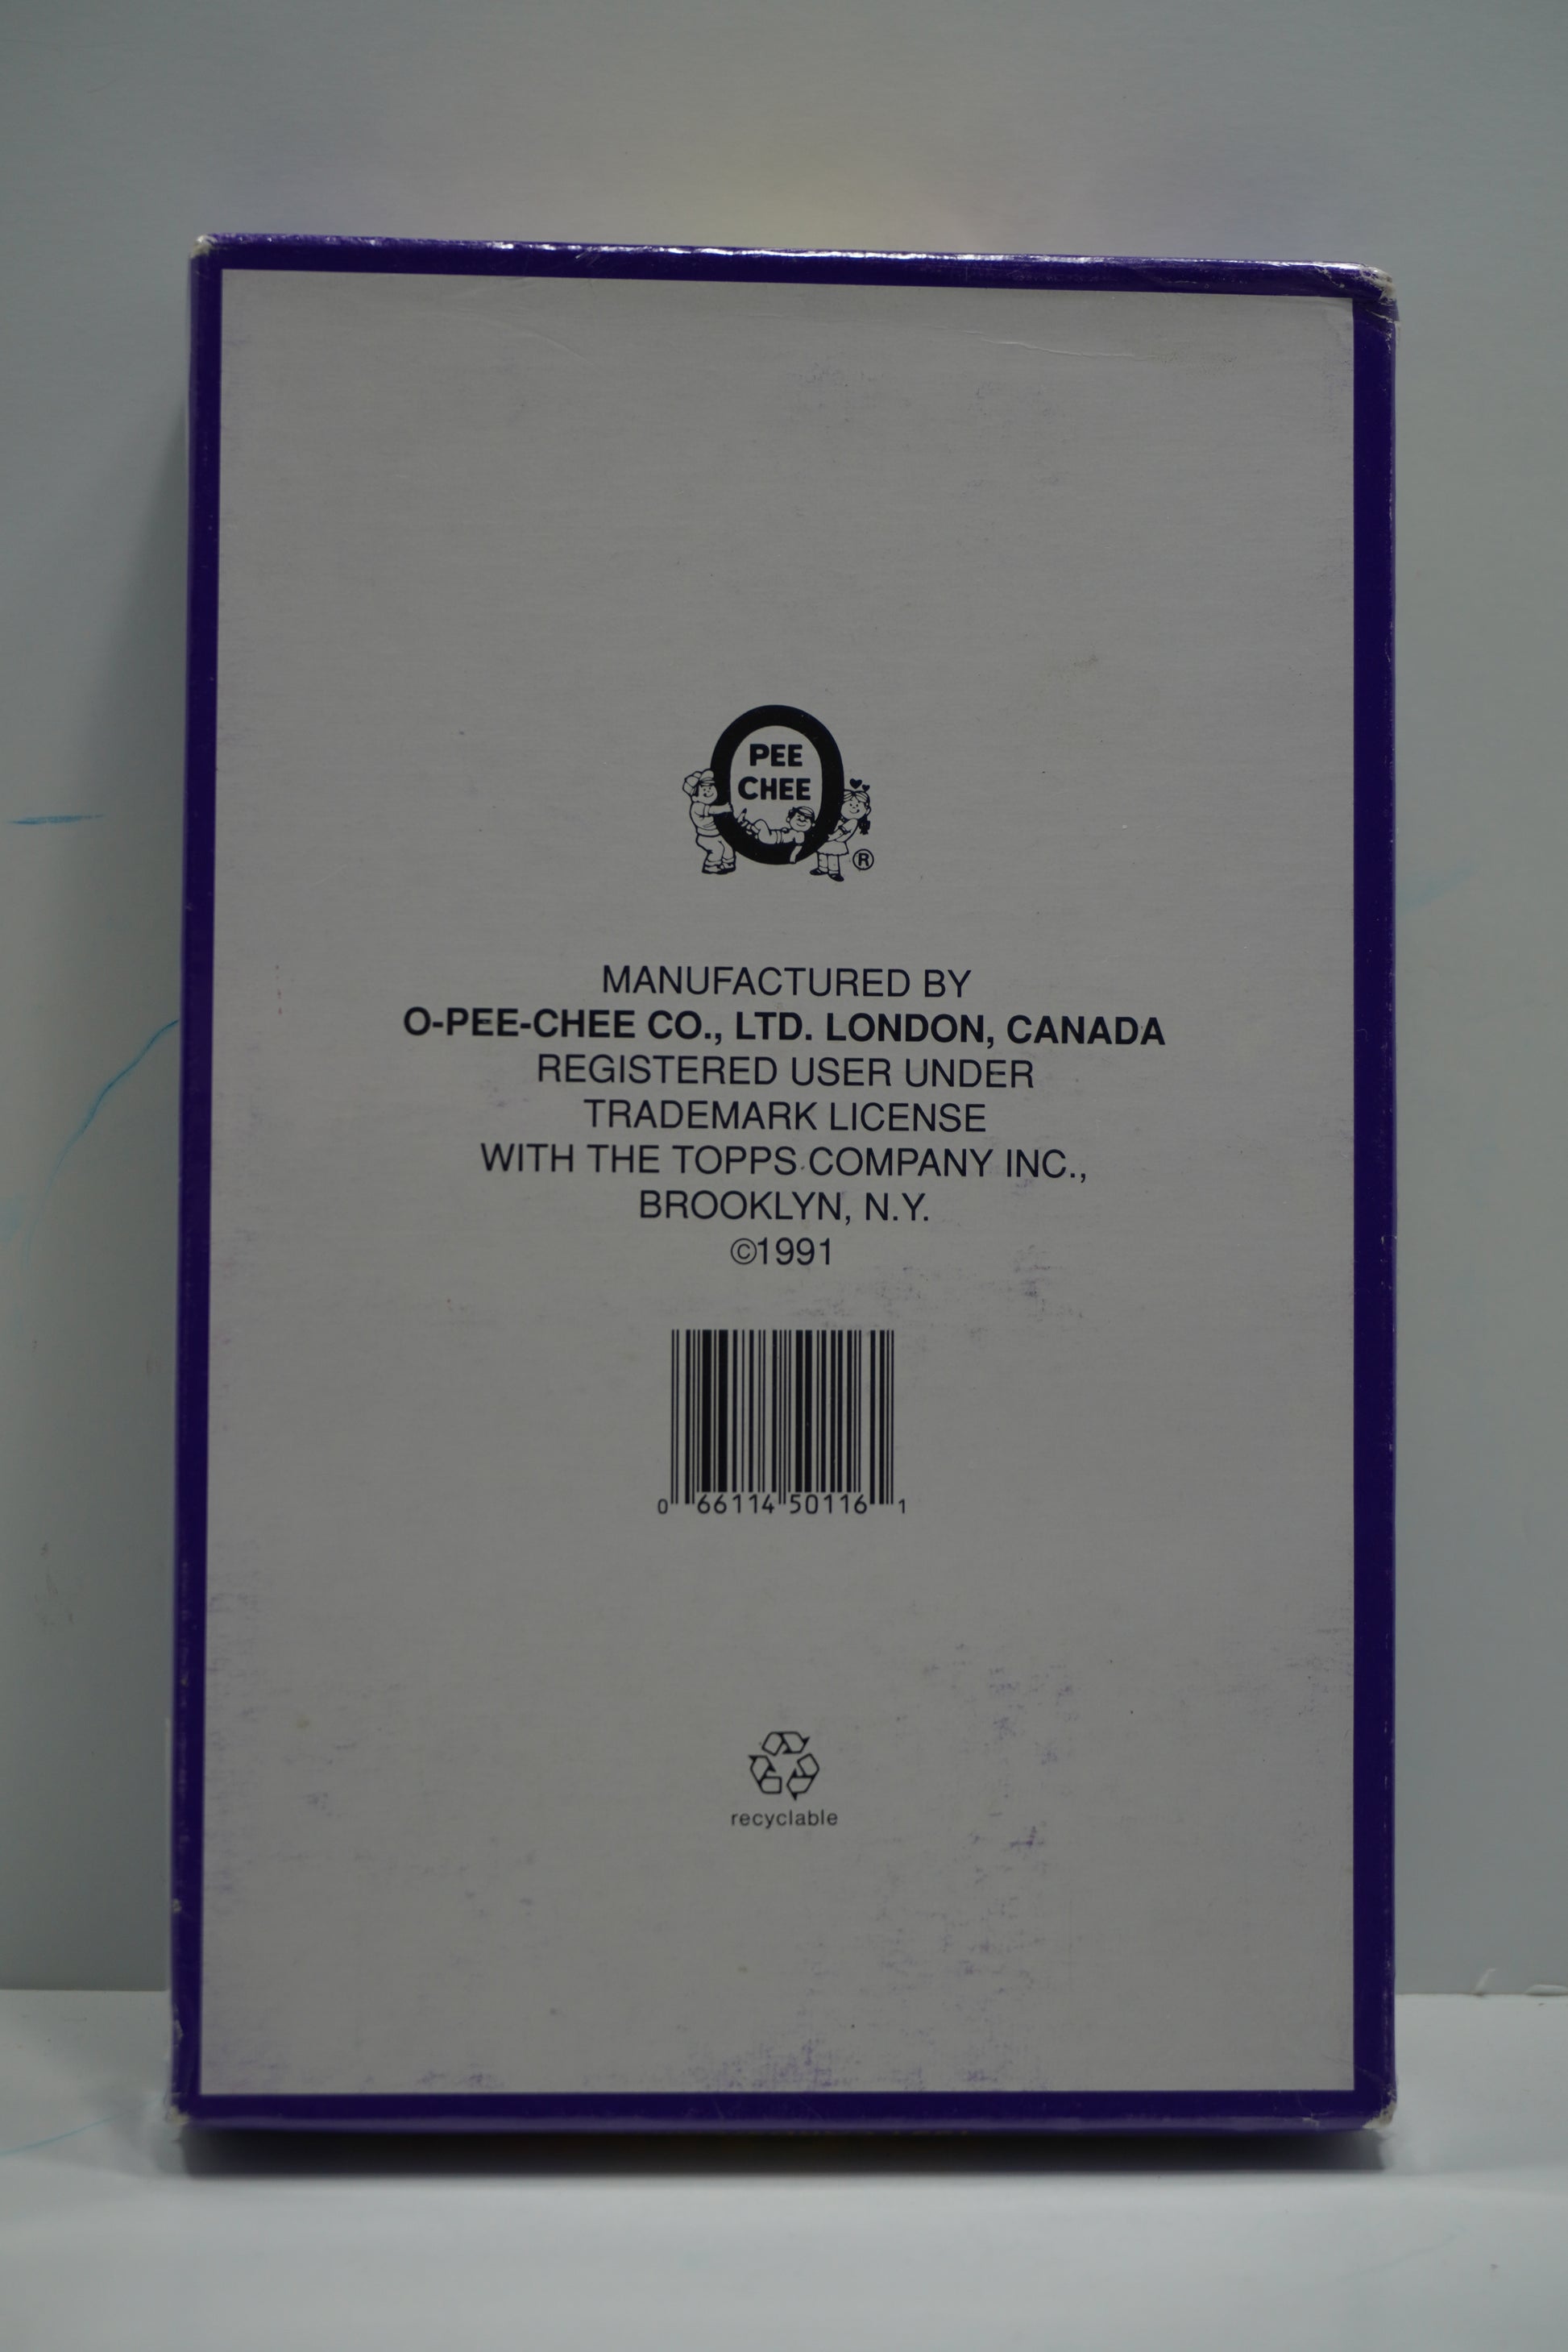 PEE
CHEE
®
MANUFACTURED BY
O-PEE-CHEE CO., LTD. LONDON, CANADA
REGISTERED USER UNDER
TRADEMARK LICENSE
WITH THE TOPPS COMPANY INC.,
BROOKLYN, N.Y.
©1991
0 66114 50116 1
recyclable